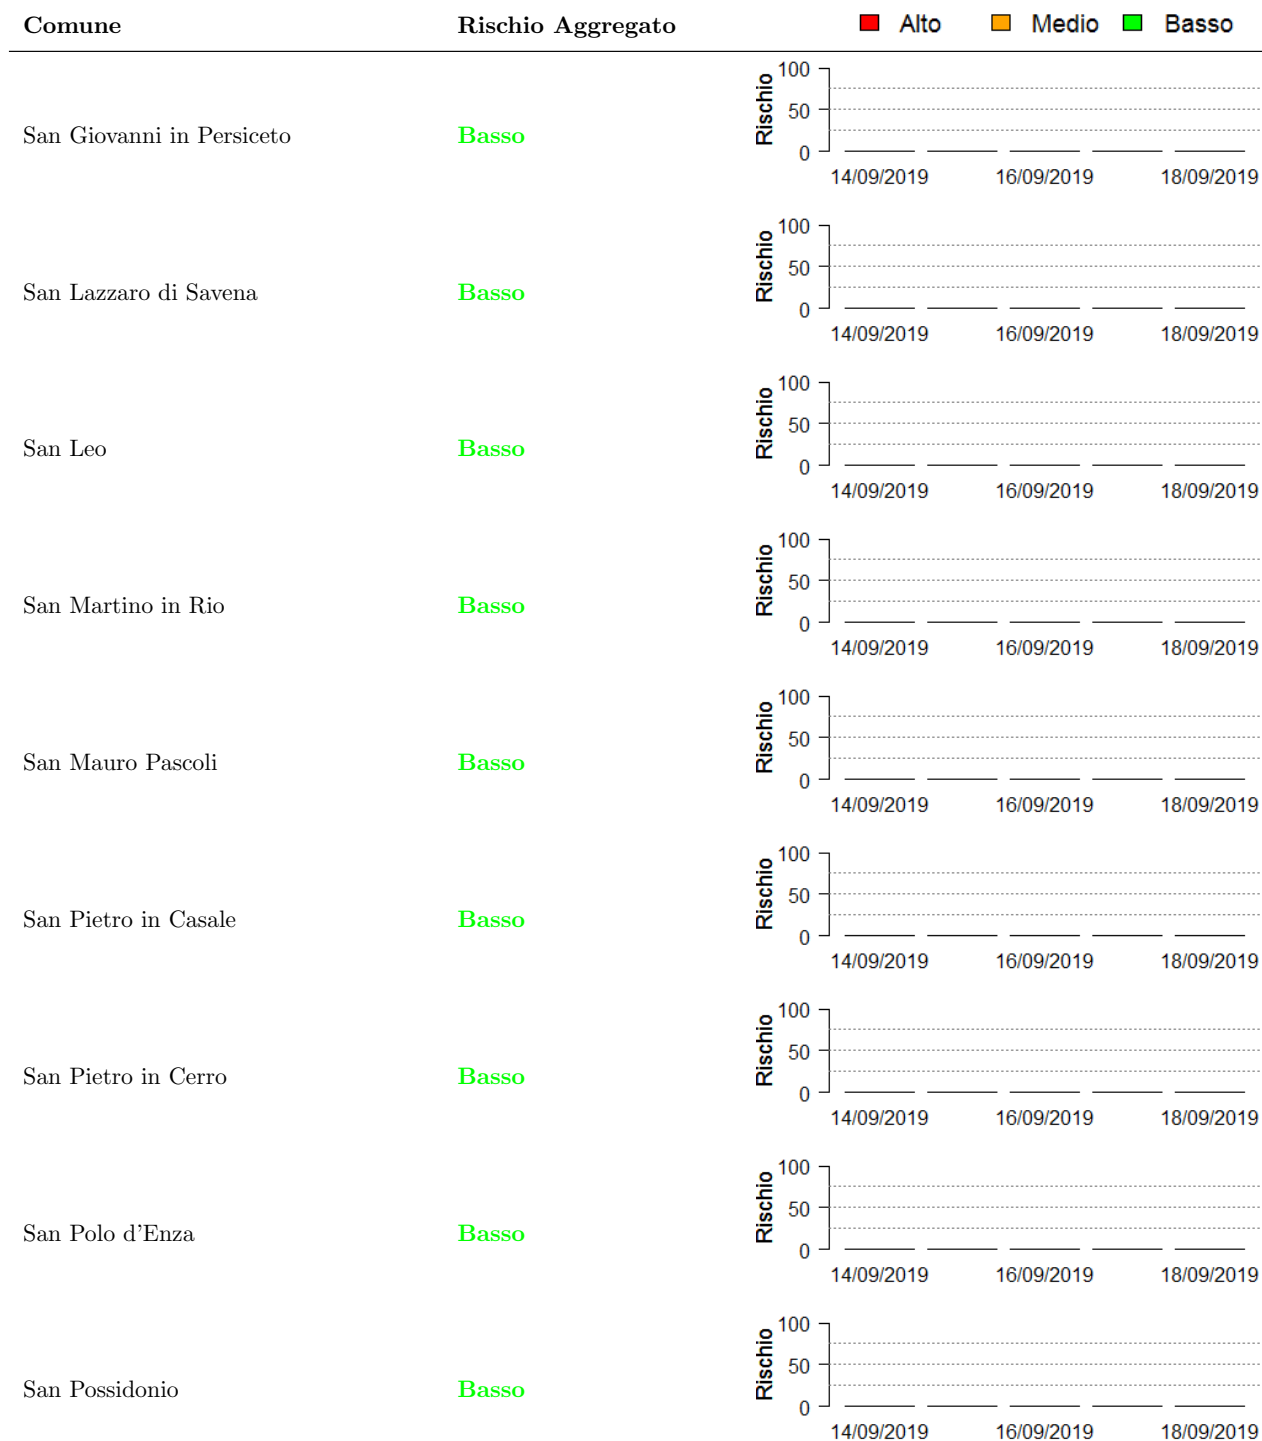 Comune Rischio Aggregato Alto Medio Basso
San Giovanni in Persiceto Basso Rischio 100 50 0
14/09/2019 16/09/2019 18/09/2019
San Lazzaro di Savena Basso Rischio 100 50 0
14/09/2019 16/09/2019 18/09/2019
San Leo Basso Rischio 100 50 0
14/09/2019 16/09/2019 18/09/2019
San Martino in Rio Basso Rischio 100 50 0
14/09/2019 16/09/2019 18/09/2019
San Mauro Pascoli Basso Rischio 100 50 0
14/09/2019 16/09/2019 18/09/2019
San Pietro in Casale Basso Rischio 100 50 0
14/09/2019 16/09/2019 18/09/2019
San Pietro in Cerro Basso Rischio 100 50 0
14/09/2019 16/09/2019 18/09/2019
San Polo d'Enza Basso Rischio 100 50 0
14/09/2019 16/09/2019 18/09/2019
San Possidonio Basso Rischio 100 50 0
14/09/2019 16/09/2019 18/09/2019